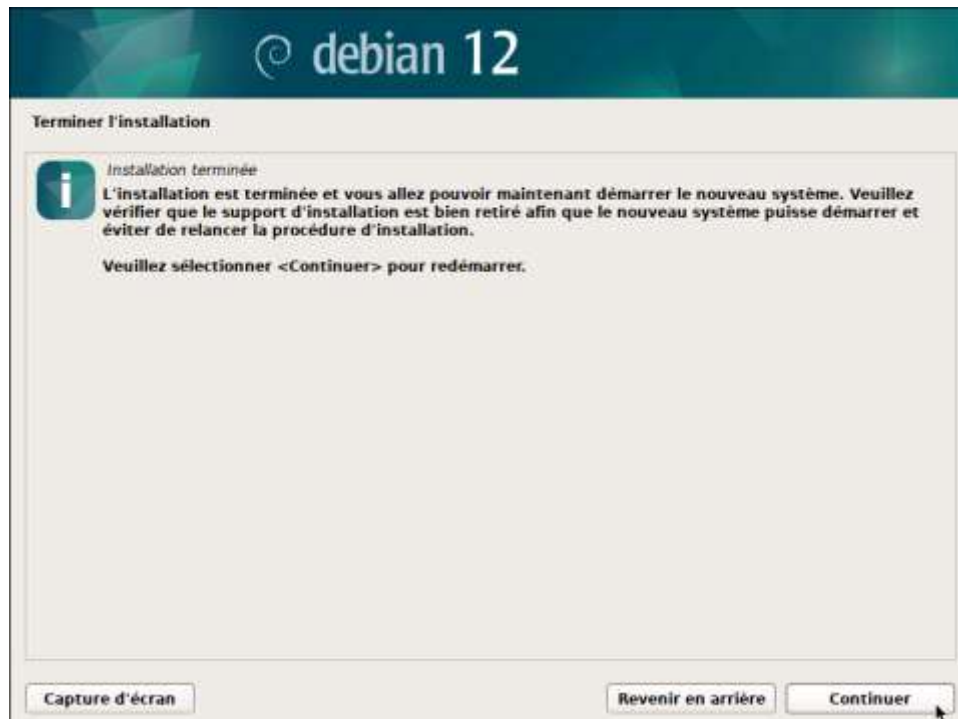 debian 12
Terminer l'installation
Installation terminée
L'installation est terminée et vous allez pouvoir maintenant démarrer le nouveau système. Veuillez
vérifier que le support d'installation est bien retiré afin que le nouveau système puisse démarrer et
éviter de relancer la procédure d'installation.
Veuillez sélectionner <Continuer> pour redémarrer.
Capture d'écran
Revenir en arrière
Continuer